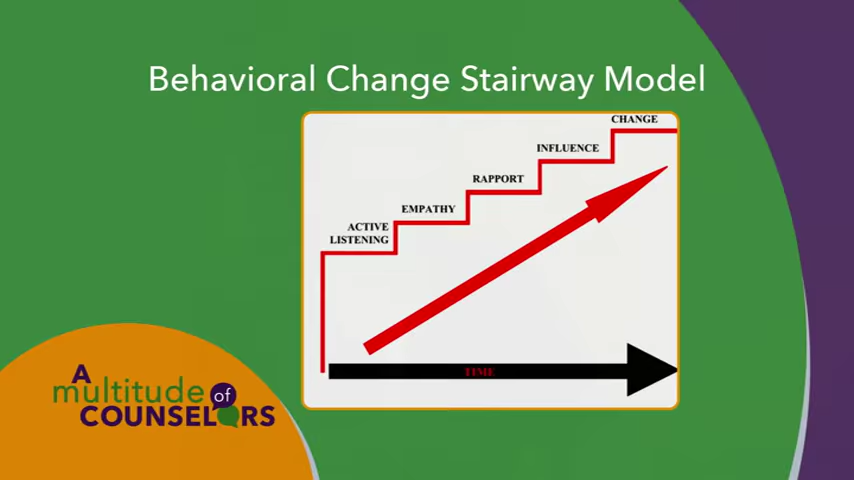 Behavioral Change Stairway Model
CHANGE
INFLUENCE
RAPPORT
EMPATHY
ACTIVE
LISTENING
TIME
A
multitude of
COUNSELORS